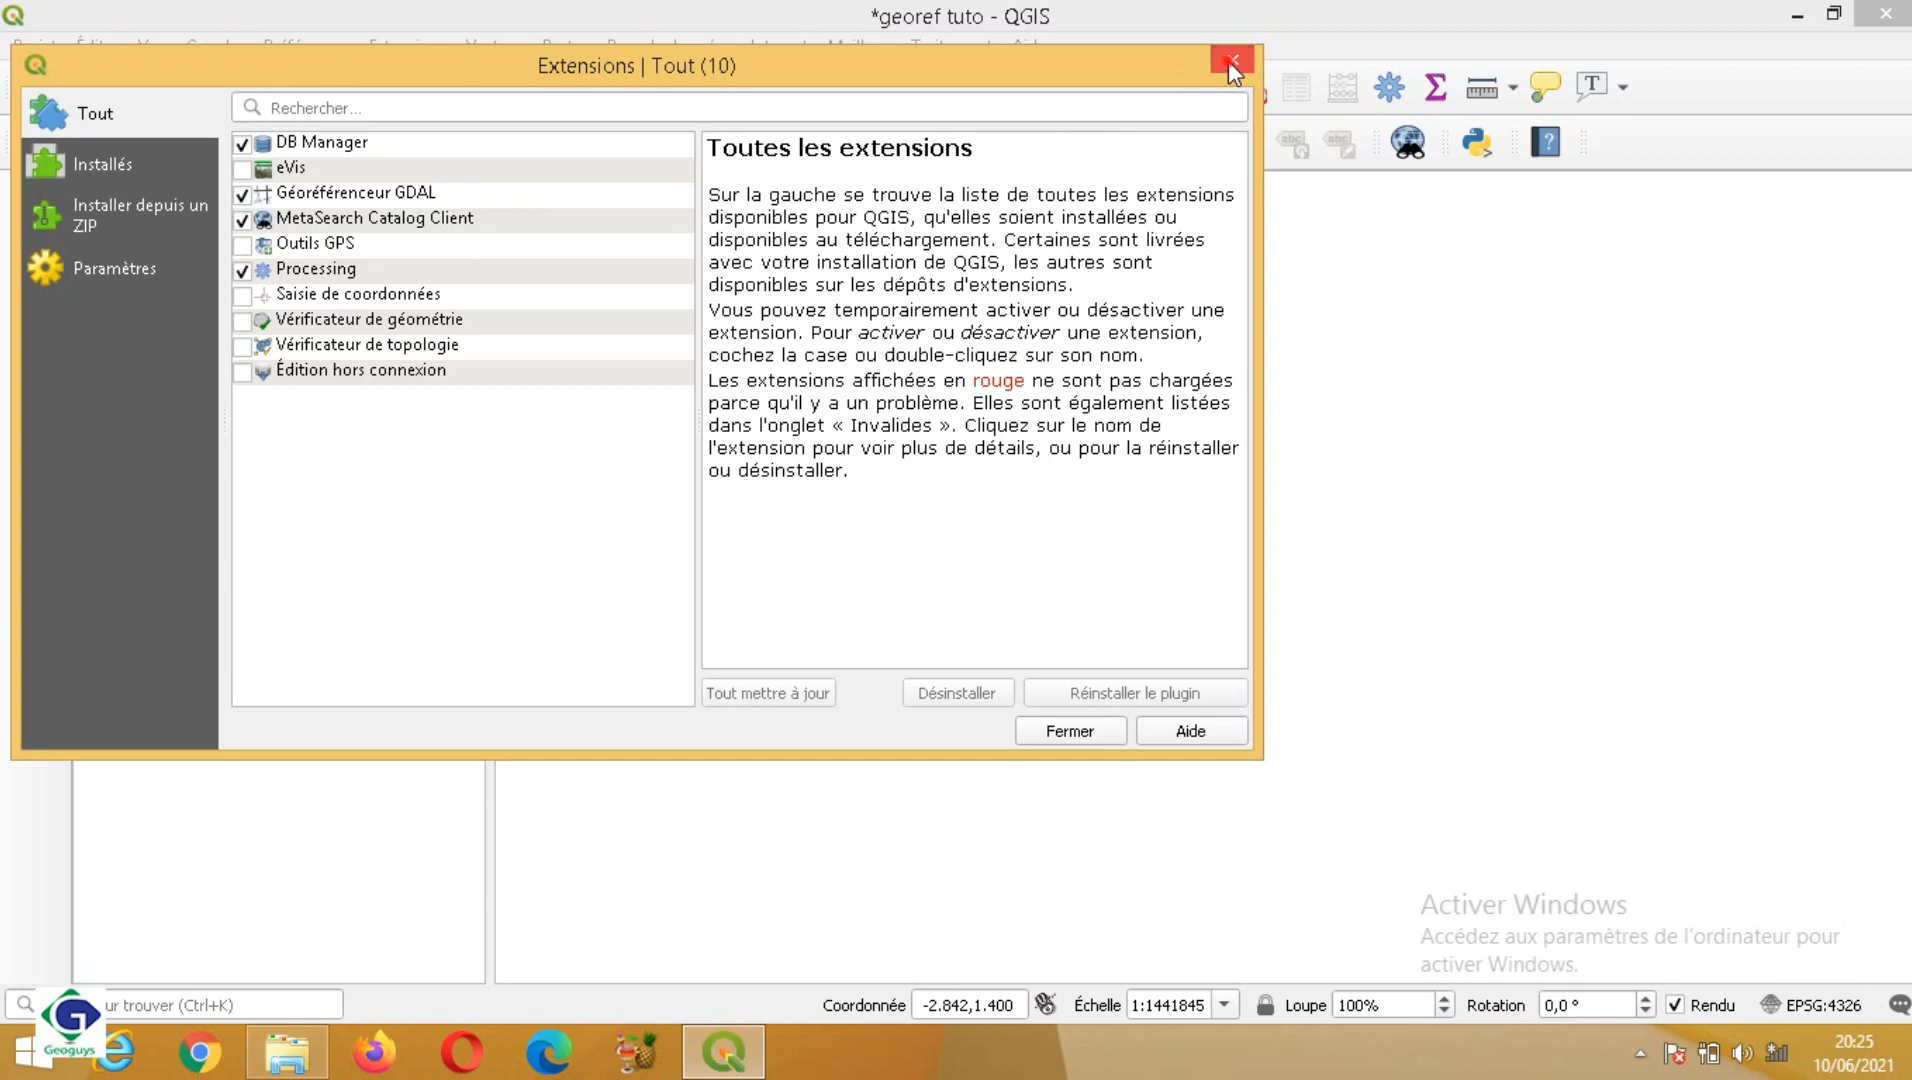 *georef tuto - QGIS
Extensions | Tout (10)
Tout
Rechercher...
Installés
Installer depuis un
ZIP
Paramètres
DB Manager
eVis
Géoréférenceur GDAL
MetaSearch Catalog Client
Outils GPS
Processing
Saisie de coordonnées
Vérificateur de géométrie
Vérificateur de topologie
Édition hors connexion
Toutes les extensions
Sur la gauche se trouve la liste de toutes les extensions
disponibles pour QGIS, qu'elles soient installées ou
disponibles au téléchargement. Certaines sont livrées
avec votre installation de QGIS, les autres sont
disponibles sur les dépôts d'extensions.
Vous pouvez temporairement activer ou désactiver une
extension. Pour activer ou désactiver une extension,
cochez la case ou double-cliquez sur son nom.
Les extensions affichées en rouge ne sont pas chargées
parce qu'il y a un problème. Elles sont également listées
dans l'onglet « Invalides ». Cliquez sur le nom de
l'extension pour voir plus de détails, ou pour la réinstaller
ou désinstaller.
Tout mettre à jour
Désinstaller
Réinstaller le plugin
Fermer
Aide
Activer Windows
Accédez aux paramètres de l'ordinateur pour
activer Windows.
ur trouver (Ctrl+K)
Coordonnée -2.842,1.400
Échelle 1:1441845
Loupe 100%
Rotation 0,0 °
Rendu
EPSG:4326
Geoguys
20:25
10/06/2021